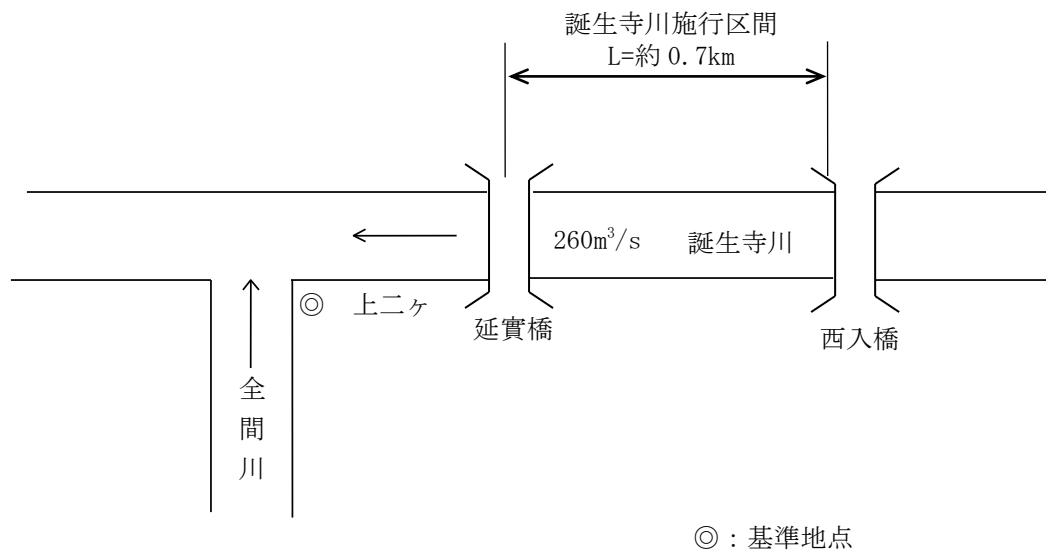 誕生寺川施行区間
L=約 0.7km
260m³/s 誕生寺川
◎ 上二ヶ
延實橋
西入橋
全間川
◎：基準地点